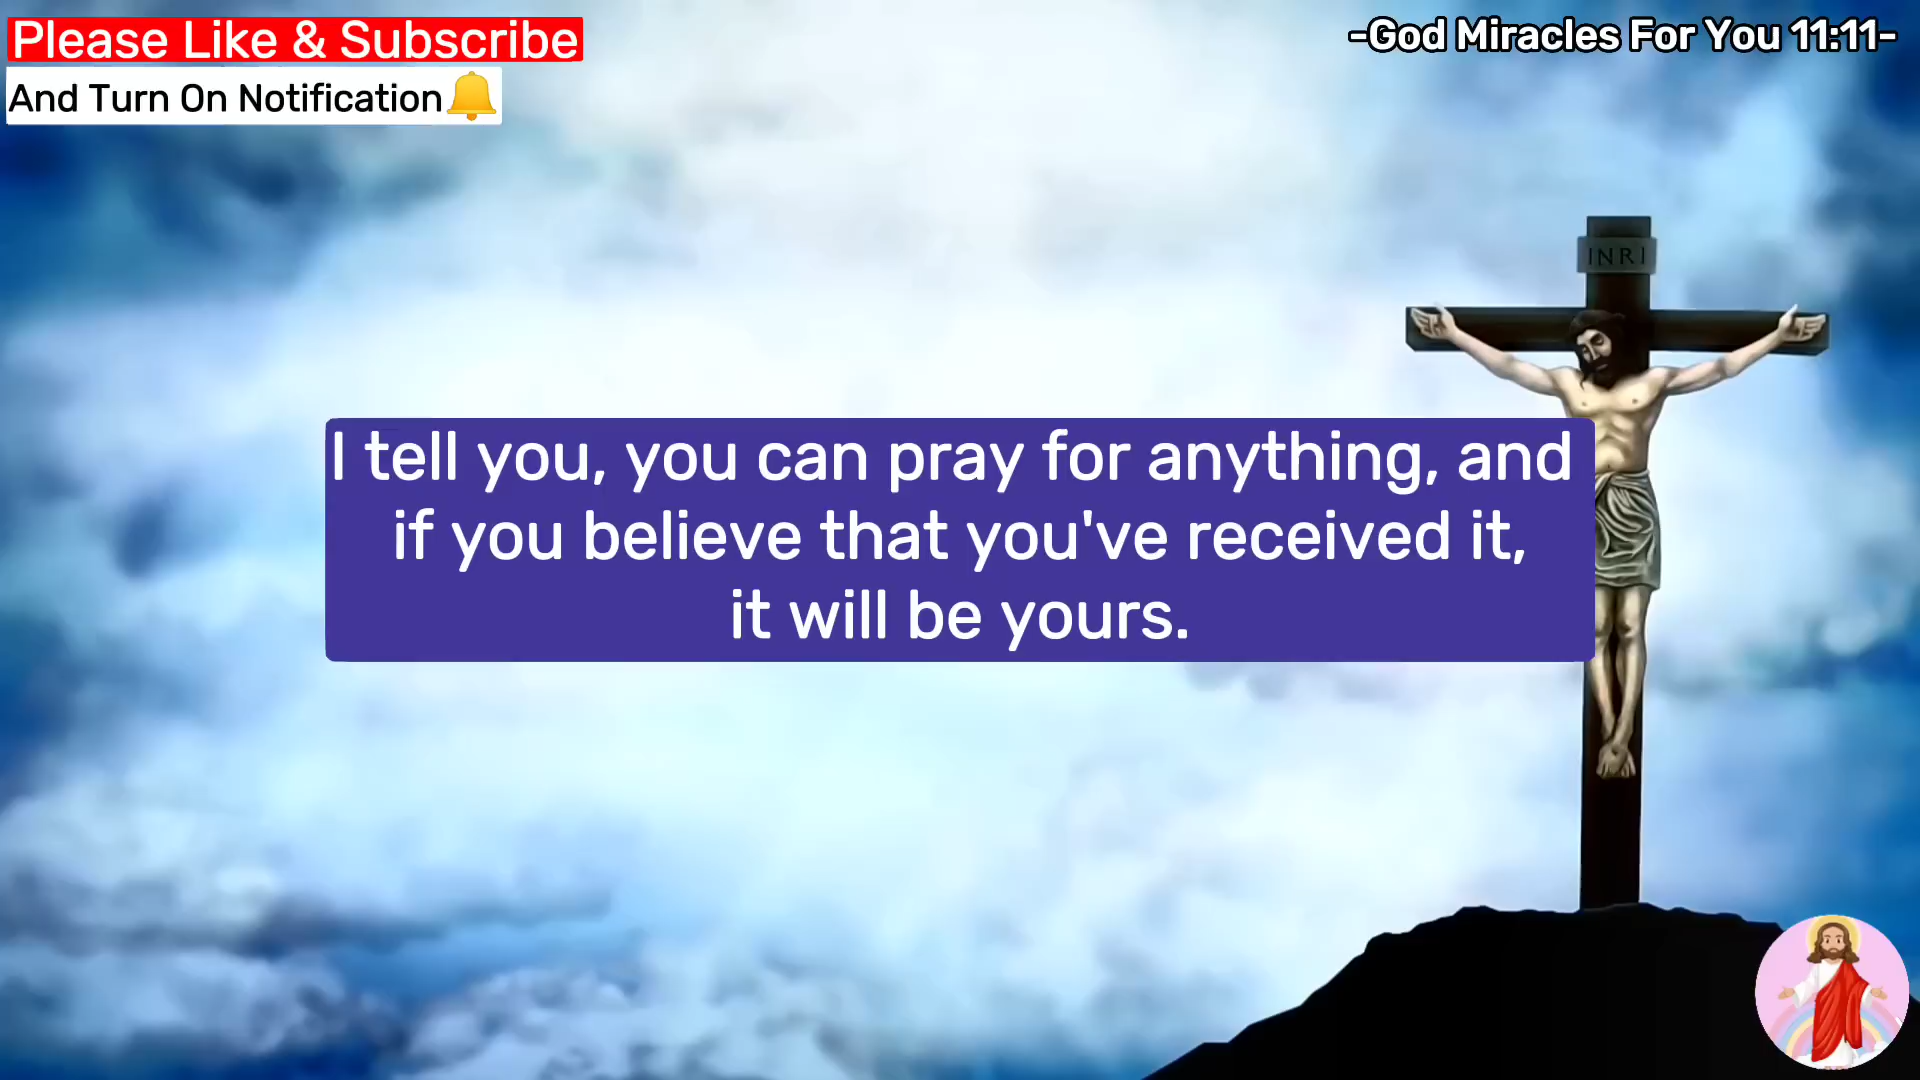 Please Like & Subscribe
And Turn On Notification
-God Miracles For You 11:11-
INRI
I tell you, you can pray for anything, and
if you believe that you've received it,
it will be yours.